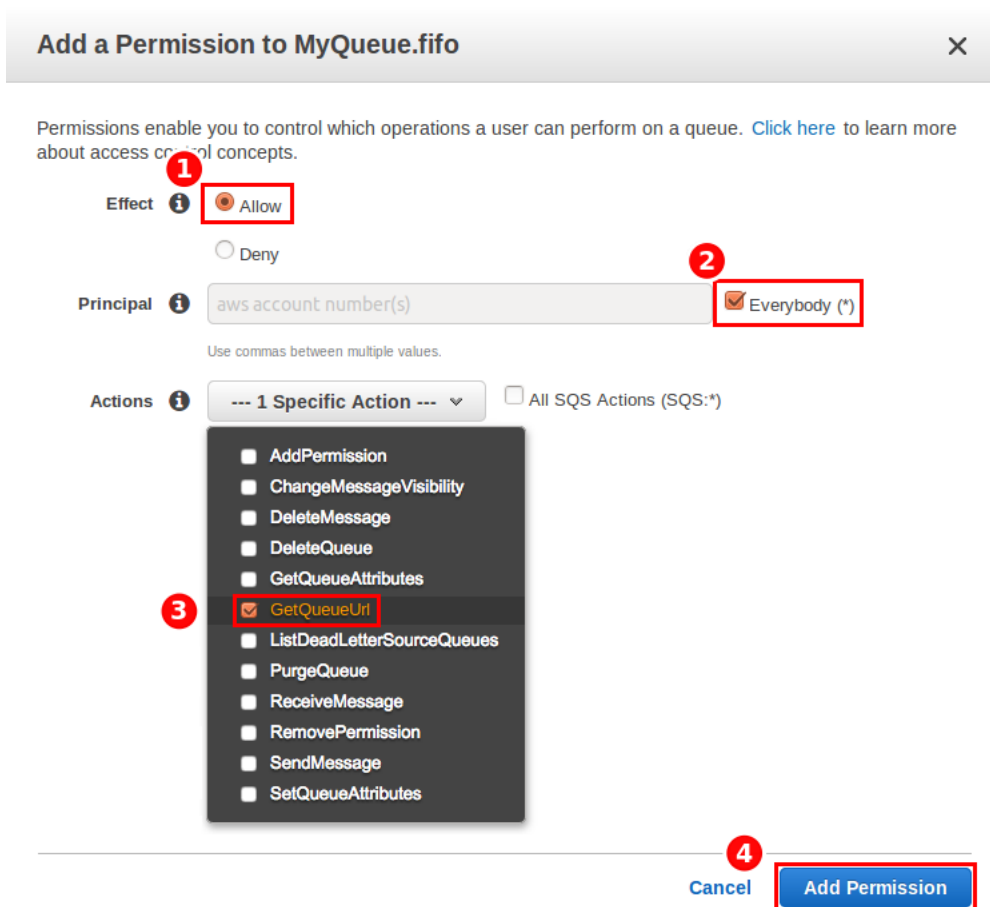 Add a Permission to MyQueue.fifo
Permissions enable you to control which operations a user can perform on a queue. Click here to learn more
about access control concepts.
1
Effect i Allow
Deny
2
Principal i aws account number(s) Everybody (*)
Use commas between multiple values.
Actions i --- 1 Specific Action --- All SQS Actions (SQS:*)
AddPermission
ChangeMessageVisibility
DeleteMessage
DeleteQueue
GetQueueAttributes
3 GetQueueUrl
ListDeadLetterSourceQueues
PurgeQueue
ReceiveMessage
RemovePermission
SendMessage
SetQueueAttributes
4
Cancel Add Permission